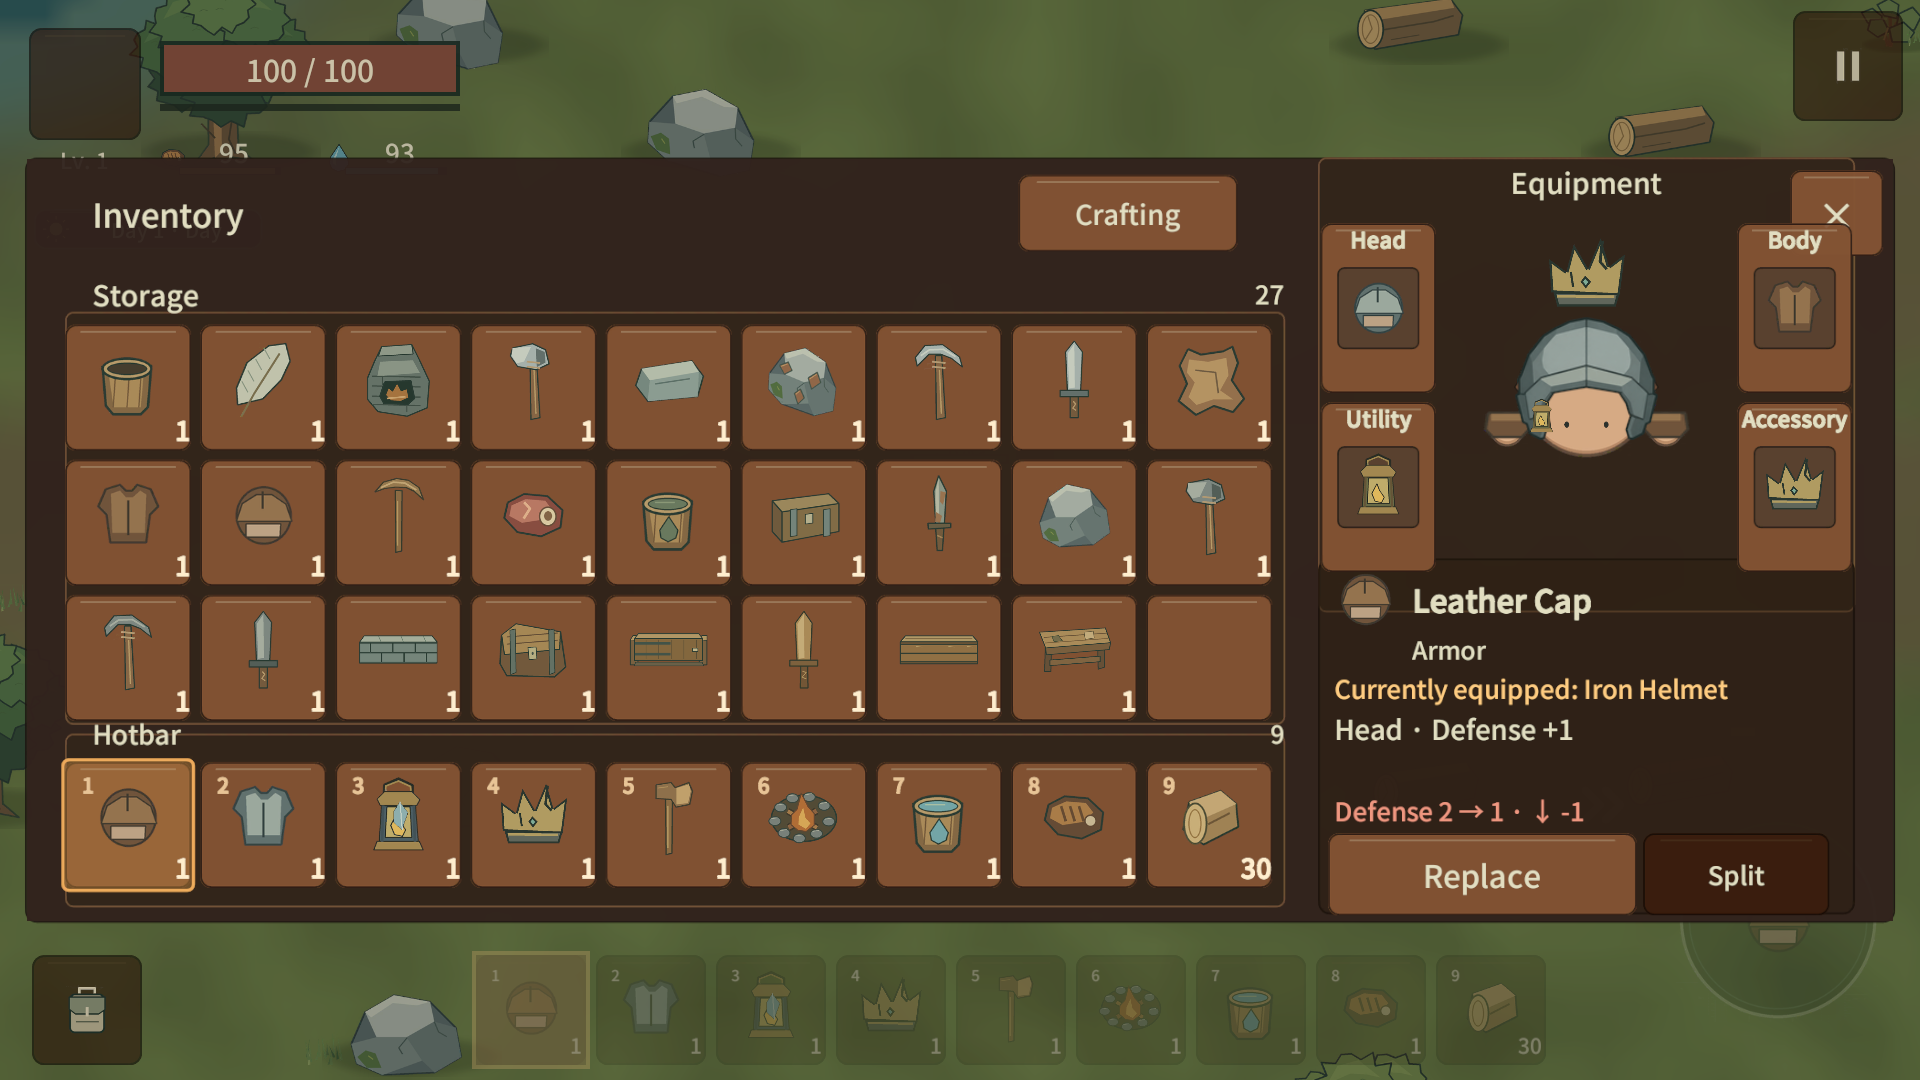 100 / 100
Lv. 1
95
93
Inventory
Crafting
Equipment
Head
Body
Utility
Accessory
Storage
27
1 1 1 1 1 1 1 1 1
1 1 1 1 1 1 1 1 1
1 1 1 1 1 1 1 1
Hotbar
9
1 2 3 4 5 6 7 8 9
1 1 1 1 1 1 1 1 30
Leather Cap
Armor
Currently equipped: Iron Helmet
Head · Defense +1
Defense 2 → 1 · ↓ -1
Replace
Split
1 2 3 4 5 6 7 8 9
1 1 1 1 1 1 1 1 30